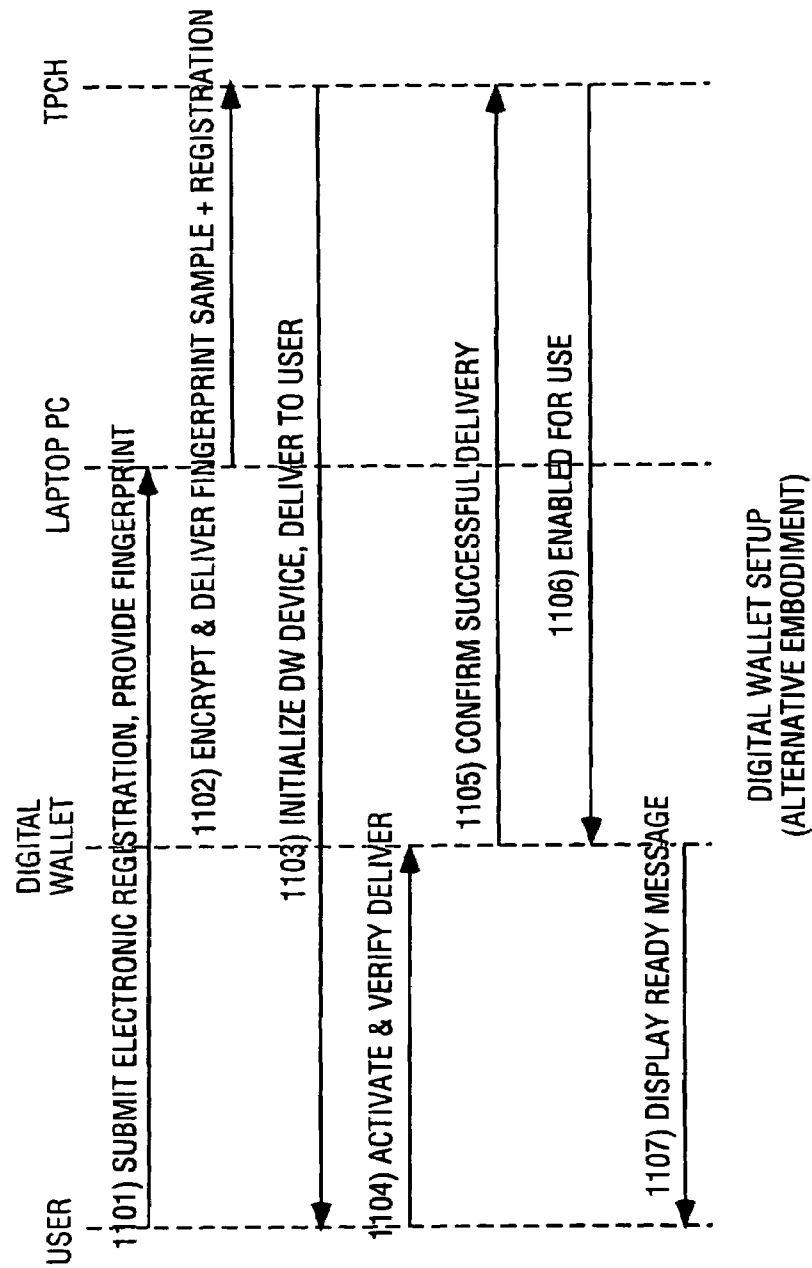 USER
DIGITAL
WALLET
LAPTOP PC
TPCH
1101) SUBMIT ELECTRONIC REGISTRATION, PROVIDE FINGERPRINT
1102) ENCRYPT & DELIVER FINGERPRINT SAMPLE + REGISTRATION
1103) INITIALIZE DW DEVICE, DELIVER TO USER
1104) ACTIVATE & VERIFY DELIVER
1105) CONFIRM SUCCESSFUL DELIVERY
1106) ENABLED FOR USE
1107) DISPLAY READY MESSAGE
DIGITAL WALLET SETUP
(ALTERNATIVE EMBODIMENT)